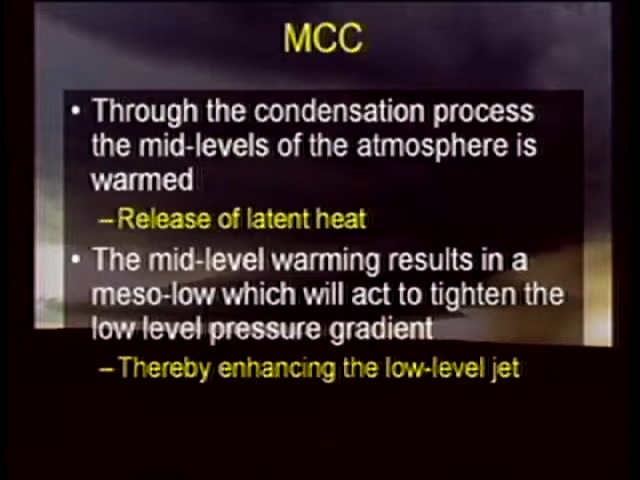 MCC
• Through the condensation process
the mid-levels of the atmosphere is
warmed
– Release of latent heat
• The mid-level warming results in a
meso-low which will act to tighten the
low level pressure gradient
– Thereby enhancing the low-level jet